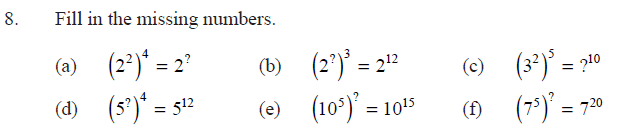 8. Fill in the missing numbers.
(a) (2²)⁴ = 2^? (b) (2^?)³ = 2¹² (c) (3²)⁵ = ?¹⁰
(d) (5^?)⁴ = 5¹² (e) (10⁵)^? = 10¹⁵ (f) (7⁵)^? = 7²⁰